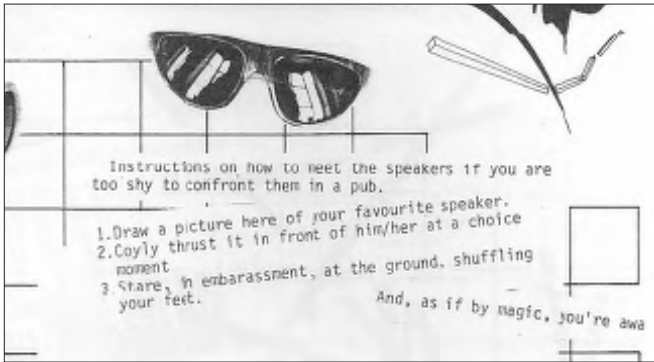 Instructions on how to meet the speakers if you are
too shy to confront them in a pub.
1.Draw a picture here of your favourite speaker.
2.Coyly thrust it in front of him/her at a choice
moment
3.Stare, in embarassment, at the ground, shuffling
your feet.
And, as if by magic, you're awa